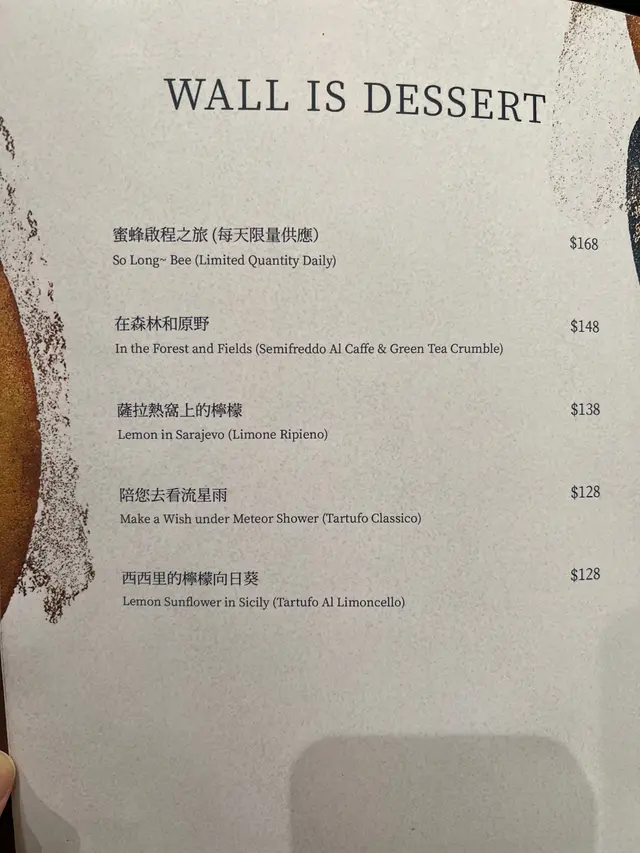 WALL IS DESSERT
蜜蜂啟程之旅 (每天限量供應) $168
So Long~ Bee (Limited Quantity Daily)
在森林和原野 $148
In the Forest and Fields (Semifreddo Al Caffe & Green Tea Crumble)
薩拉熱窩上的檸檬 $138
Lemon in Sarajevo (Limone Ripieno)
陪您去看流星雨 $128
Make a Wish under Meteor Shower (Tartufo Classico)
西西里的檸檬向日葵 $128
Lemon Sunflower in Sicily (Tartufo Al Limoncello)